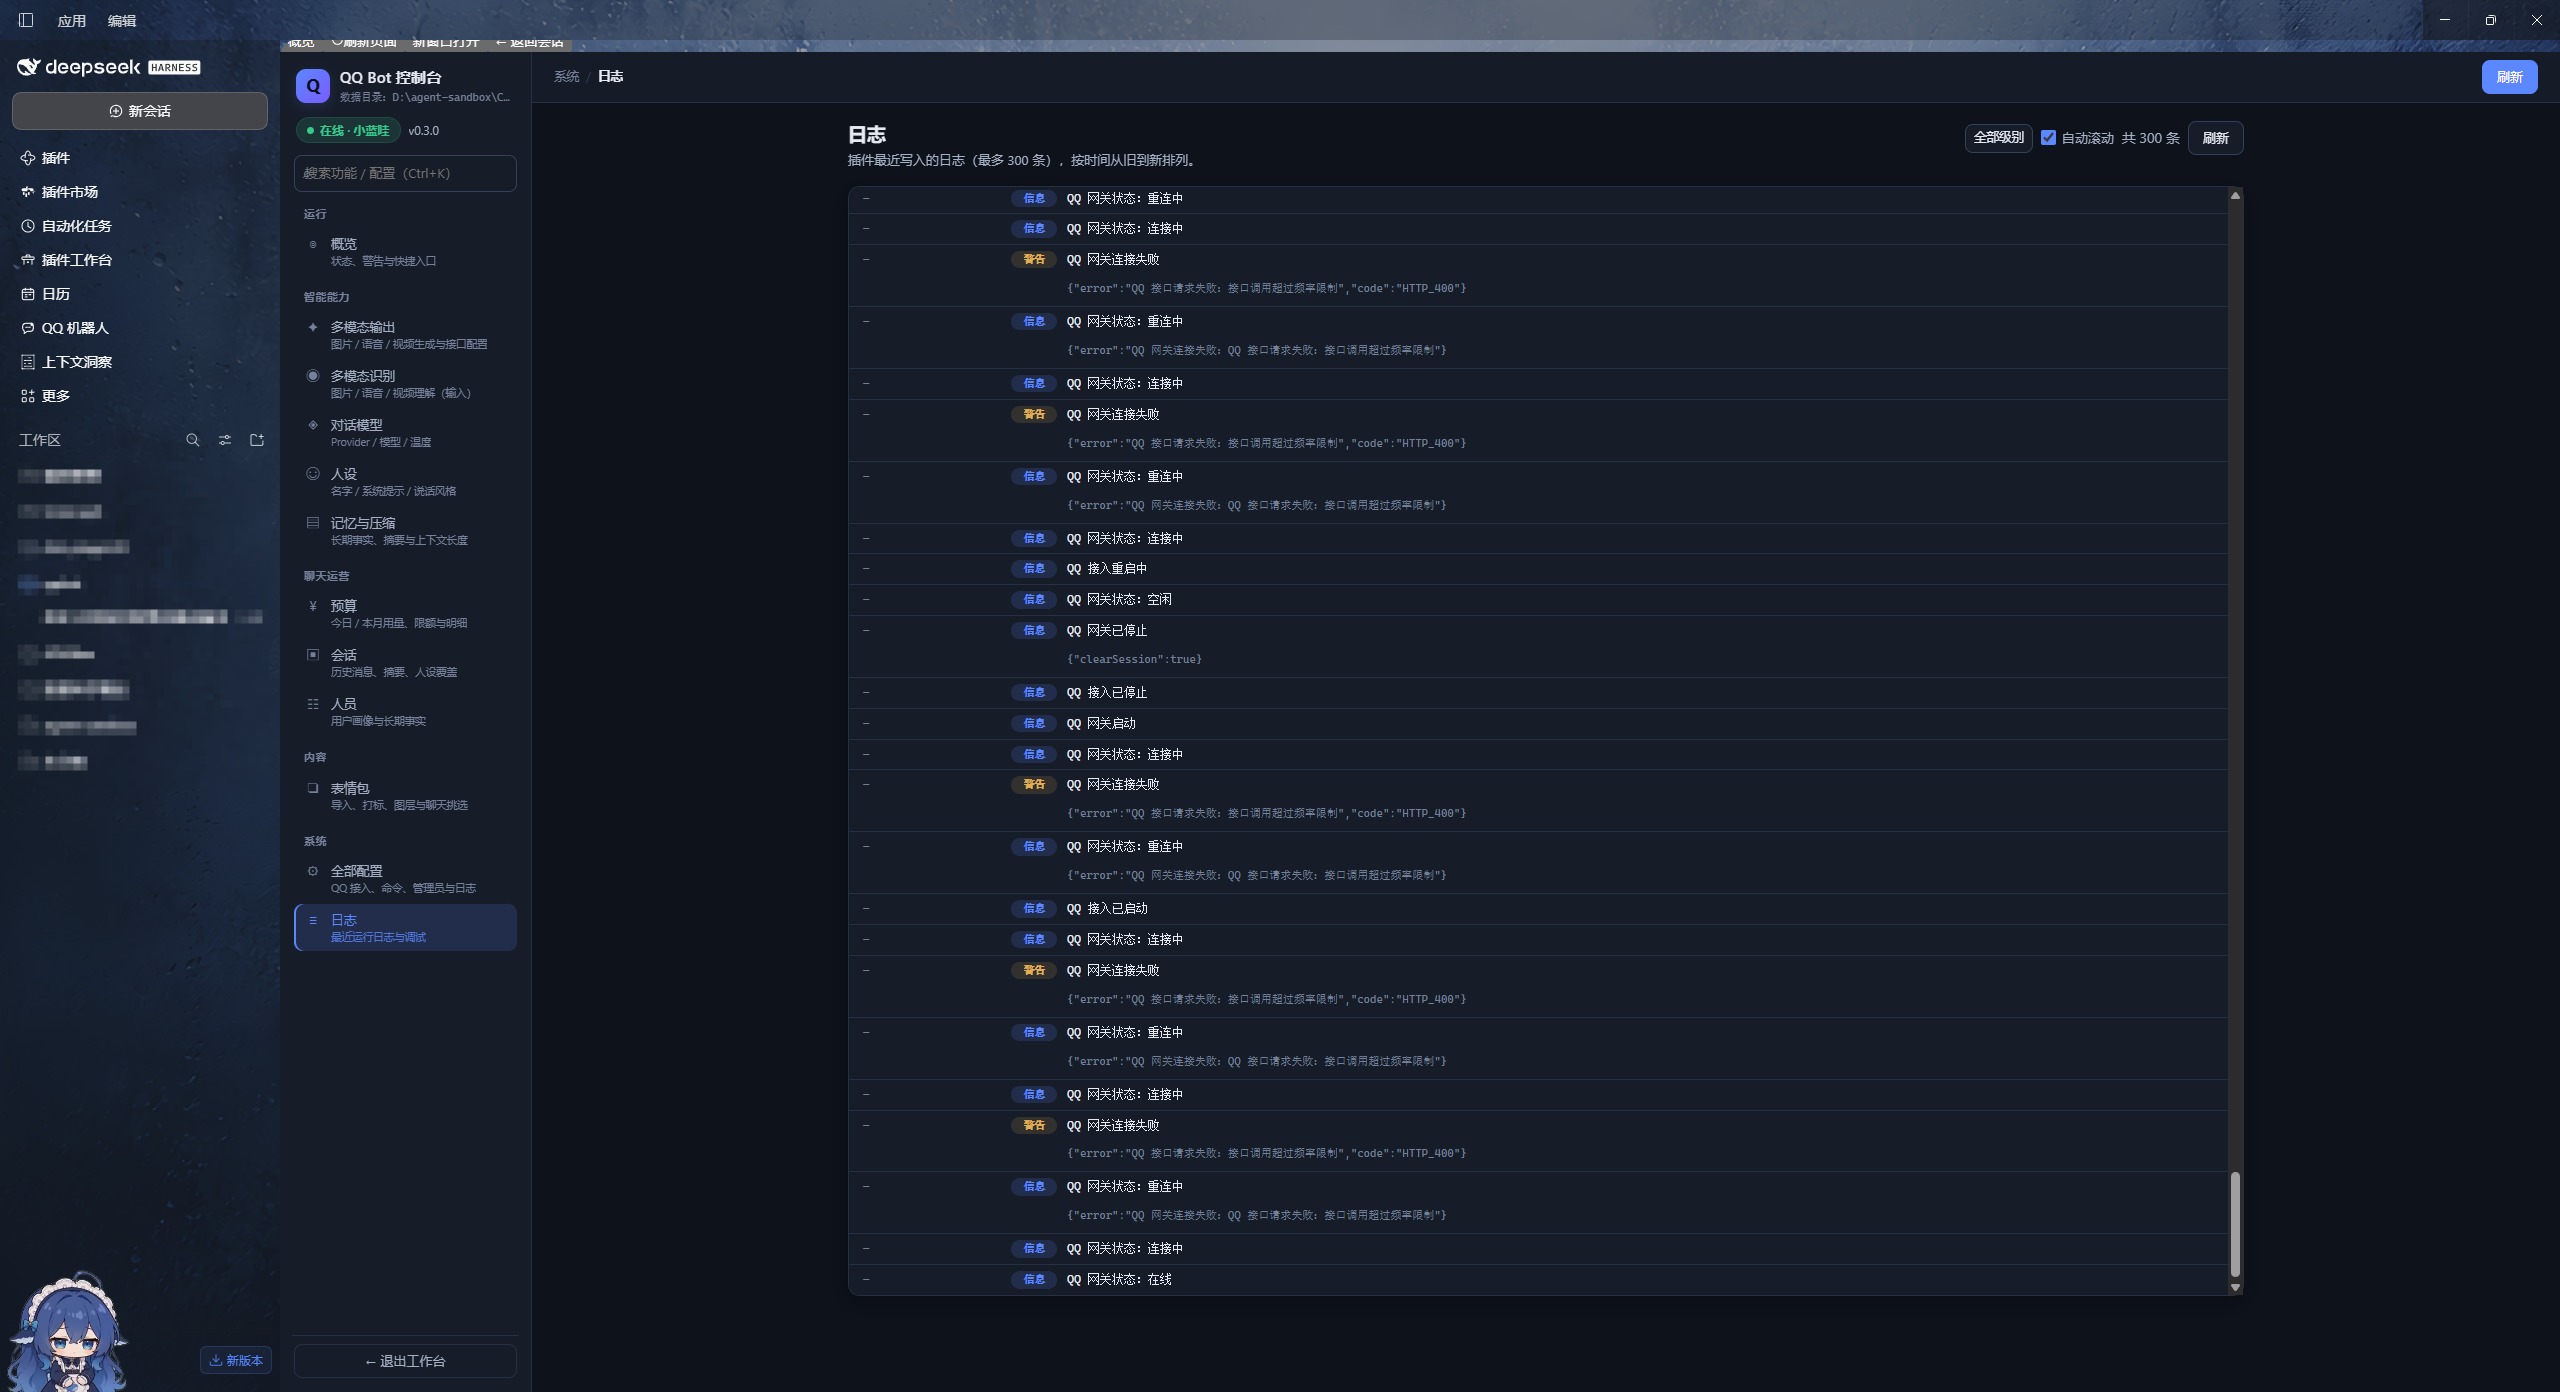 应用 编辑
deepseek HARNESS
新会话
插件
插件市场
自动化任务
插件工作台
日历
QQ 机器人
上下文洞察
更多
工作区
新版本
概览 刷新页面 新窗口打开 ← 返回会话
Q
QQ Bot 控制台
数据目录: D:\agent-sandbox\C…
在线 · 小蓝哇 v0.3.0
搜索功能 / 配置（Ctrl+K）
运行
概览
状态、警告与快捷入口
智能能力
多模态输出
图片 / 语音 / 视频生成与接口配置
多模态识别
图片 / 语音 / 视频理解（输入）
对话模型
Provider / 模型 / 温度
人设
名字 / 系统提示 / 说话风格
记忆与压缩
长期事实、摘要与上下文长度
聊天运营
¥ 预算
今日 / 本月用量、限额与明细
会话
历史消息、摘要、人设覆盖
人员
用户画像与长期事实
内容
表情包
导入、打标、图层与聊天挑选
系统
全部配置
QQ 接入、命令、管理员与日志
日志
最近运行日志与调试
← 退出工作台
系统 / 日志
刷新
日志
插件最近写入的日志（最多 300 条），按时间从旧到新排列。
全部级别 自动滚动 共 300 条 刷新
– 信息 QQ 网关状态: 重连中
– 信息 QQ 网关状态: 连接中
– 警告 QQ 网关连接失败
{"error":"QQ 接口请求失败: 接口调用超过频率限制","code":"HTTP_400"}
– 信息 QQ 网关状态: 重连中
{"error":"QQ 网关连接失败: QQ 接口请求失败: 接口调用超过频率限制"}
– 信息 QQ 网关状态: 连接中
– 警告 QQ 网关连接失败
{"error":"QQ 接口请求失败: 接口调用超过频率限制","code":"HTTP_400"}
– 信息 QQ 网关状态: 重连中
{"error":"QQ 网关连接失败: QQ 接口请求失败: 接口调用超过频率限制"}
– 信息 QQ 网关状态: 连接中
– 信息 QQ 接入重启中
– 信息 QQ 网关状态: 空闲
– 信息 QQ 网关已停止
{"clearSession":true}
– 信息 QQ 接入已停止
– 信息 QQ 网关启动
– 信息 QQ 网关状态: 连接中
– 警告 QQ 网关连接失败
{"error":"QQ 接口请求失败: 接口调用超过频率限制","code":"HTTP_400"}
– 信息 QQ 网关状态: 重连中
{"error":"QQ 网关连接失败: QQ 接口请求失败: 接口调用超过频率限制"}
– 信息 QQ 接入已启动
– 信息 QQ 网关状态: 连接中
– 警告 QQ 网关连接失败
{"error":"QQ 接口请求失败: 接口调用超过频率限制","code":"HTTP_400"}
– 信息 QQ 网关状态: 重连中
{"error":"QQ 网关连接失败: QQ 接口请求失败: 接口调用超过频率限制"}
– 信息 QQ 网关状态: 连接中
– 警告 QQ 网关连接失败
{"error":"QQ 接口请求失败: 接口调用超过频率限制","code":"HTTP_400"}
– 信息 QQ 网关状态: 重连中
{"error":"QQ 网关连接失败: QQ 接口请求失败: 接口调用超过频率限制"}
– 信息 QQ 网关状态: 连接中
– 信息 QQ 网关状态: 在线